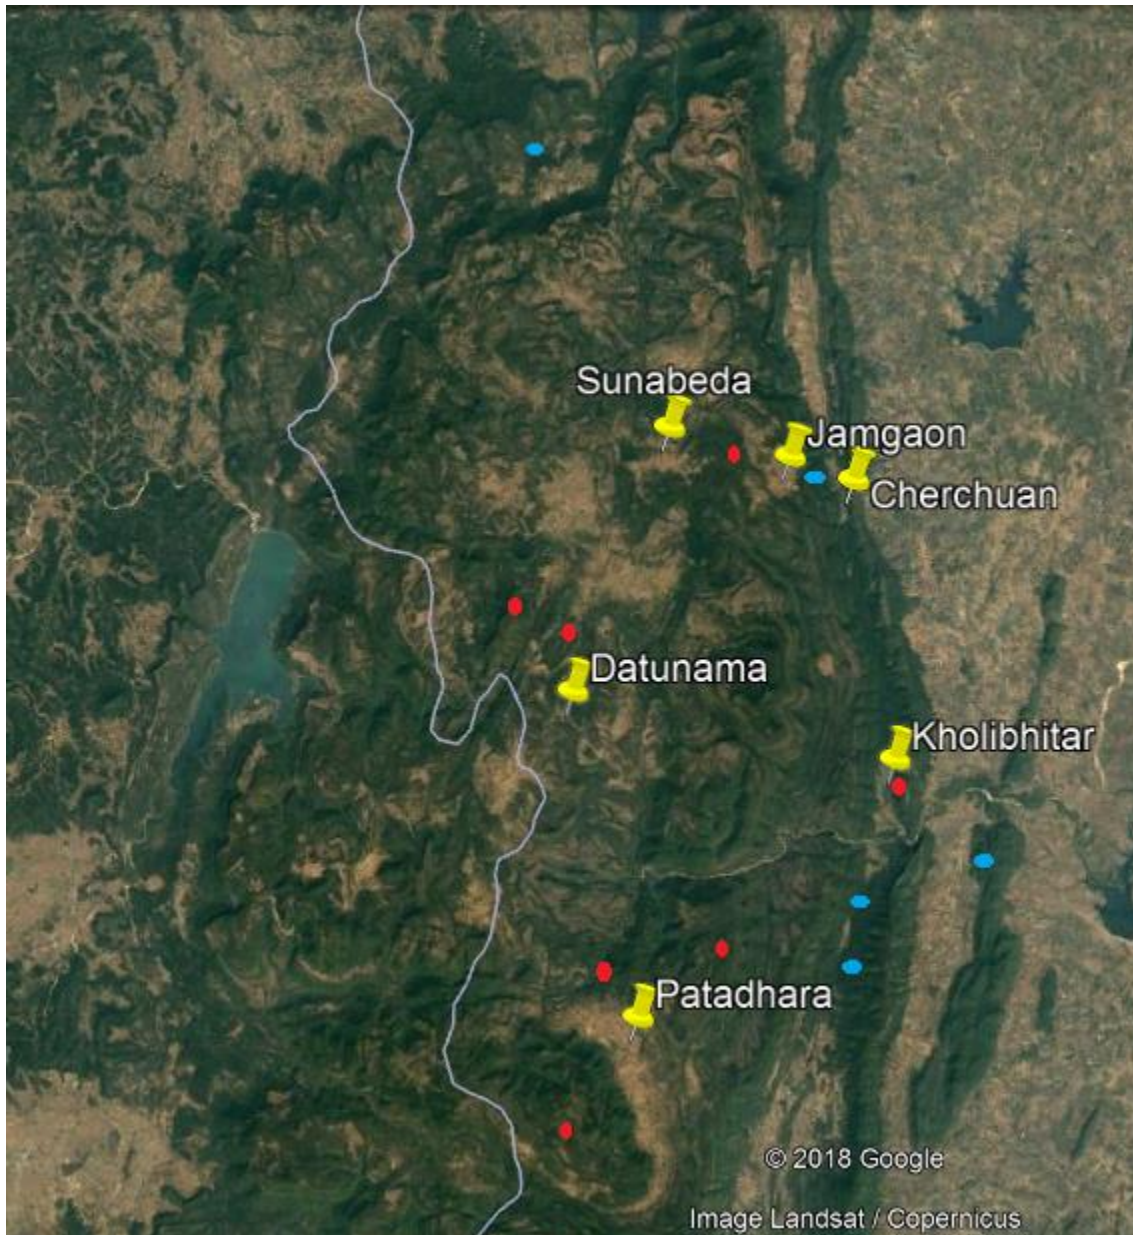 Sunabeda
Jamgaon
Cherchuan
Datunama
Kholibhitar
Patadhara
© 2018 Google
Image Landsat / Copernicus